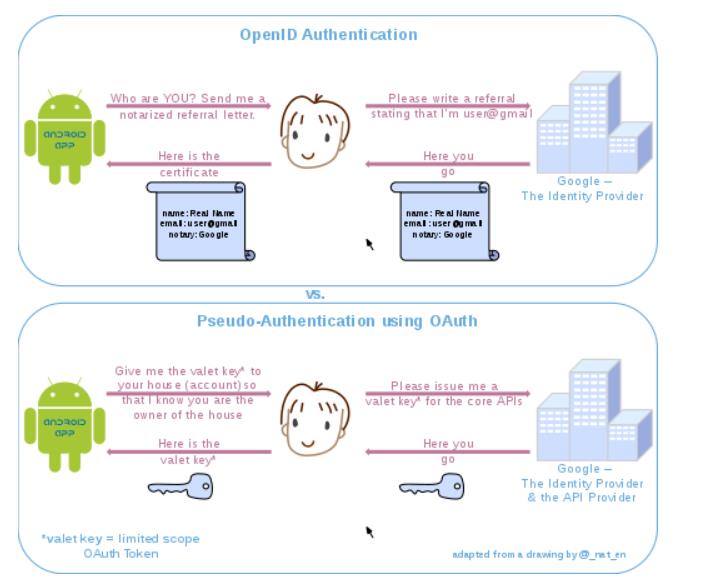 OpenID Authentication
Who are YOU? Send me a
notarized referral letter.
Please write a referral
stating that I'm user@gmail
ANDROID
APP
Here is the
certificate
Here you
go
Google –
The Identity Provider
name: Real Name
email: user@gmail
notary: Google
name: Real Name
email: user@gmail
notary: Google
vs.
Pseudo-Authentication using OAuth
Give me the valet key* to
your house (account) so
that I know you are the
owner of the house
Please issue me a
valet key* for the core APIs
ANDROID
APP
Here is the
valet key*
Here you
go
Google –
The Identity Provider
& the API Provider
*valet key = limited scope
OAuth Token
adapted from a drawing by @_nat_en